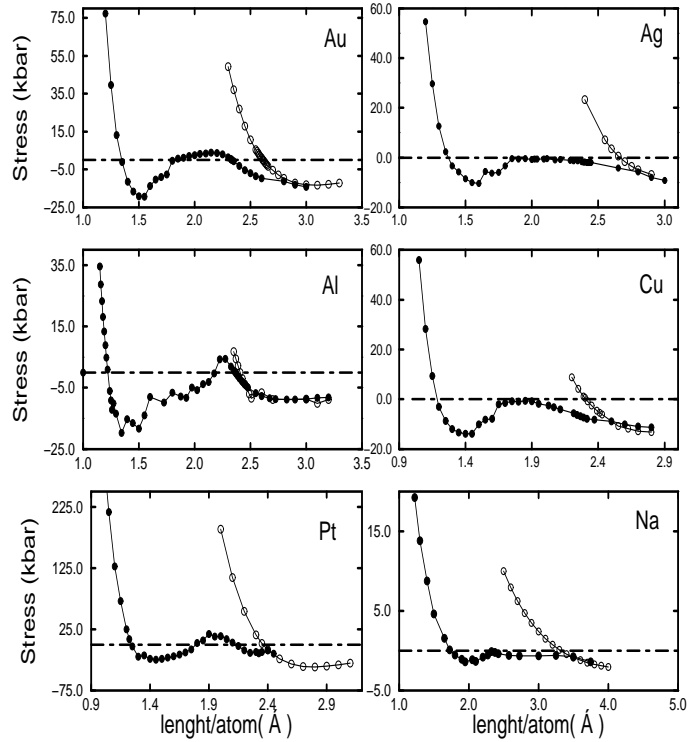 75.0
55.0
35.0
15.0
−5.0
−25.0
1.0 1.5 2.0 2.5 3.0 3.5
Stress (kbar)
Au
60.0
40.0
20.0
0.0
−20.0
1.0 1.5 2.0 2.5 3.0
Ag
35.0
15.0
−5.0
−25.0
1.0 1.5 2.0 2.5 3.0 3.5
Stress (kbar)
Al
60.0
40.0
20.0
0.0
−20.0
0.9 1.4 1.9 2.4 2.9
Cu
225.0
125.0
25.0
−75.0
0.9 1.4 1.9 2.4 2.9
Stress (kbar)
lenght/atom( Á )
Pt
15.0
5.0
−5.0
1.0 2.0 3.0 4.0 5.0
lenght/atom( Á )
Na